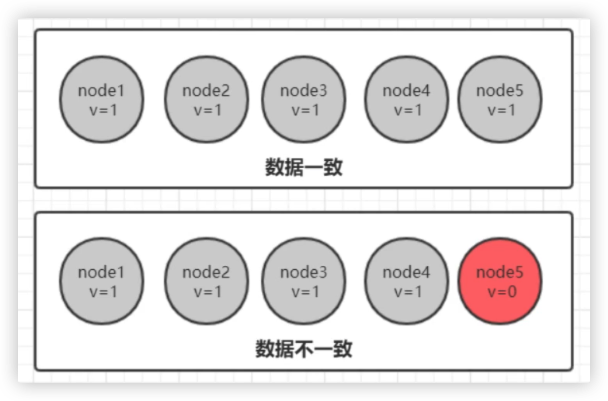 node1 node2 node3 node4 node5
v=1 v=1 v=1 v=1 v=1
数据一致
node1 node2 node3 node4 node5
v=1 v=1 v=1 v=1 v=0
数据不一致